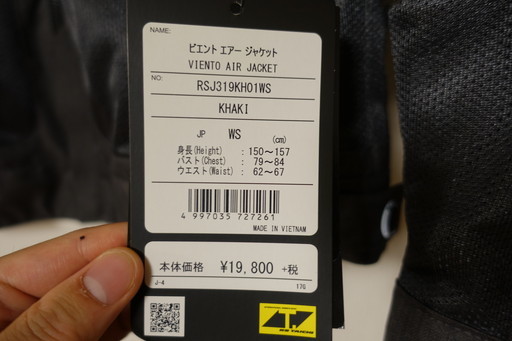 NAME:
ビエント エアー ジャケット
VIENTO AIR JACKET
NO:
RSJ319KH01WS
KHAKI
JP WS (cm)
身長(Height) : 150～157
バスト(Chest) : 79～84
ウエスト(Waist) : 62～67
4 997035 727261
MADE IN VIETNAM
本体価格 ¥19,800 +税
J-4 176
RS TAICHI